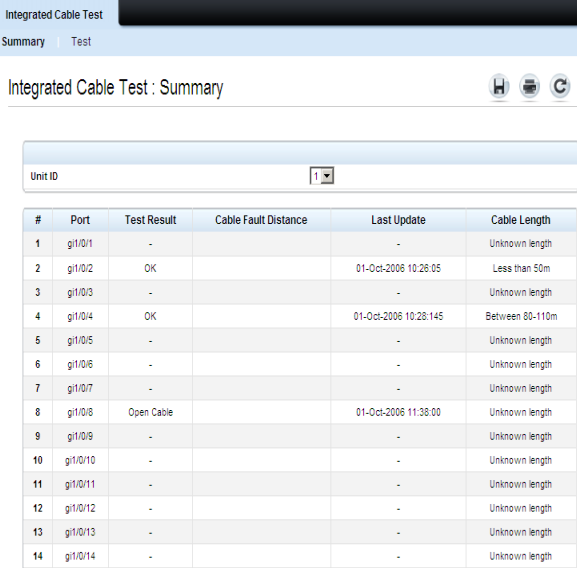 Integrated Cable Test
Summary Test
Integrated Cable Test : Summary
Unit ID 1
# Port Test Result Cable Fault Distance Last Update Cable Length
1 gi1/0/1 - - Unknown length
2 gi1/0/2 OK 01-Oct-2006 10:26:05 Less than 50m
3 gi1/0/3 - - Unknown length
4 gi1/0/4 OK 01-Oct-2006 10:28:145 Between 80-110m
5 gi1/0/5 - - Unknown length
6 gi1/0/6 - - Unknown length
7 gi1/0/7 - - Unknown length
8 gi1/0/8 Open Cable 01-Oct-2006 11:38:00 Unknown length
9 gi1/0/9 - - Unknown length
10 gi1/0/10 - - Unknown length
11 gi1/0/11 - - Unknown length
12 gi1/0/12 - - Unknown length
13 gi1/0/13 - - Unknown length
14 gi1/0/14 - - Unknown length